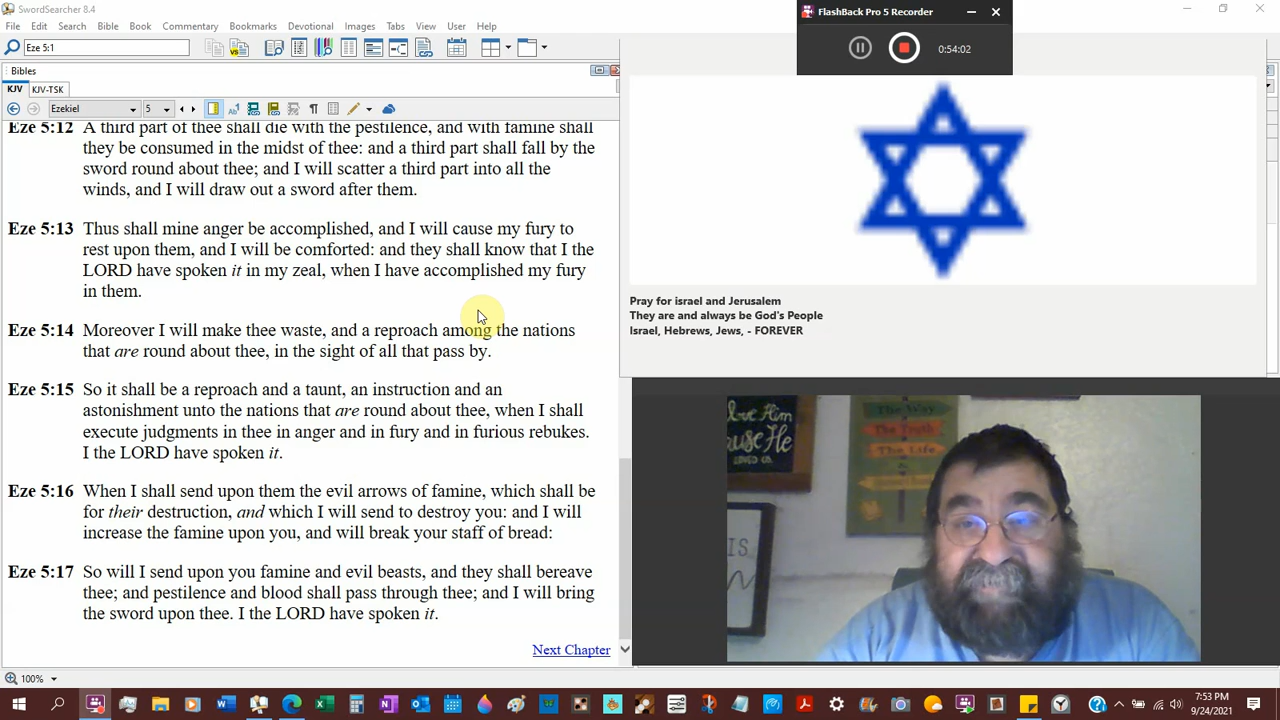 SwordSearcher 8.4
File Edit Search Bible Book Commentary Bookmarks Devotional Images Tabs View User Help
Eze 5:1
Bibles
KJV KJV-TSK
Ezekiel 5
Eze 5:12 A third part of thee shall die with the pestilence, and with famine shall
they be consumed in the midst of thee: and a third part shall fall by the
sword round about thee; and I will scatter a third part into all the
winds, and I will draw out a sword after them.
Eze 5:13 Thus shall mine anger be accomplished, and I will cause my fury to
rest upon them, and I will be comforted: and they shall know that I the
LORD have spoken it in my zeal, when I have accomplished my fury
in them.
Eze 5:14 Moreover I will make thee waste, and a reproach among the nations
that are round about thee, in the sight of all that pass by.
Eze 5:15 So it shall be a reproach and a taunt, an instruction and an
astonishment unto the nations that are round about thee, when I shall
execute judgments in thee in anger and in fury and in furious rebukes.
I the LORD have spoken it.
Eze 5:16 When I shall send upon them the evil arrows of famine, which shall be
for their destruction, and which I will send to destroy you: and I will
increase the famine upon you, and will break your staff of bread:
Eze 5:17 So will I send upon you famine and evil beasts, and they shall bereave
thee; and pestilence and blood shall pass through thee; and I will bring
the sword upon thee. I the LORD have spoken it.
Next Chapter
100%
FlashBack Pro 5 Recorder
0:54:02
Pray for israel and Jerusalem
They are and always be God's People
Israel, Hebrews, Jews, - FOREVER
love Him
cause He
LOVED
The Way
The Truth
The Life
IS
7:53 PM
9/24/2021